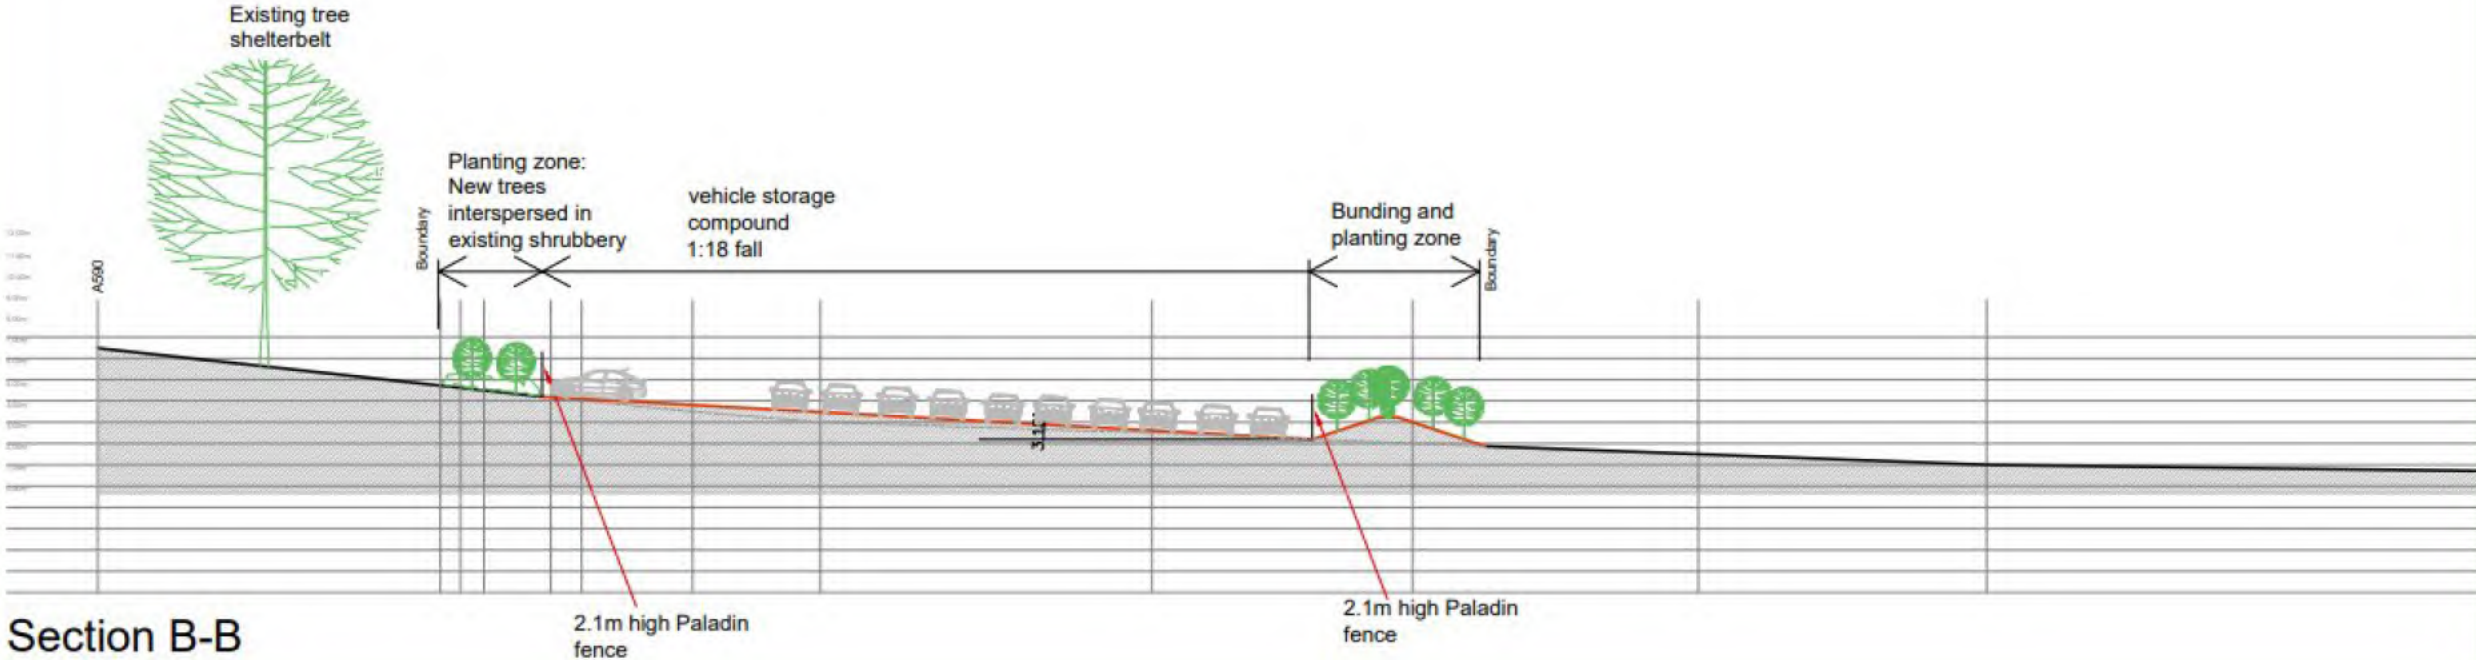 Existing tree
shelterbelt
Planting zone:
New trees
interspersed in
existing shrubbery
vehicle storage
compound
1:18 fall
Bunding and
planting zone
Boundary
Boundary
A590
2.1m high Paladin
fence
2.1m high Paladin
fence
Section B-B